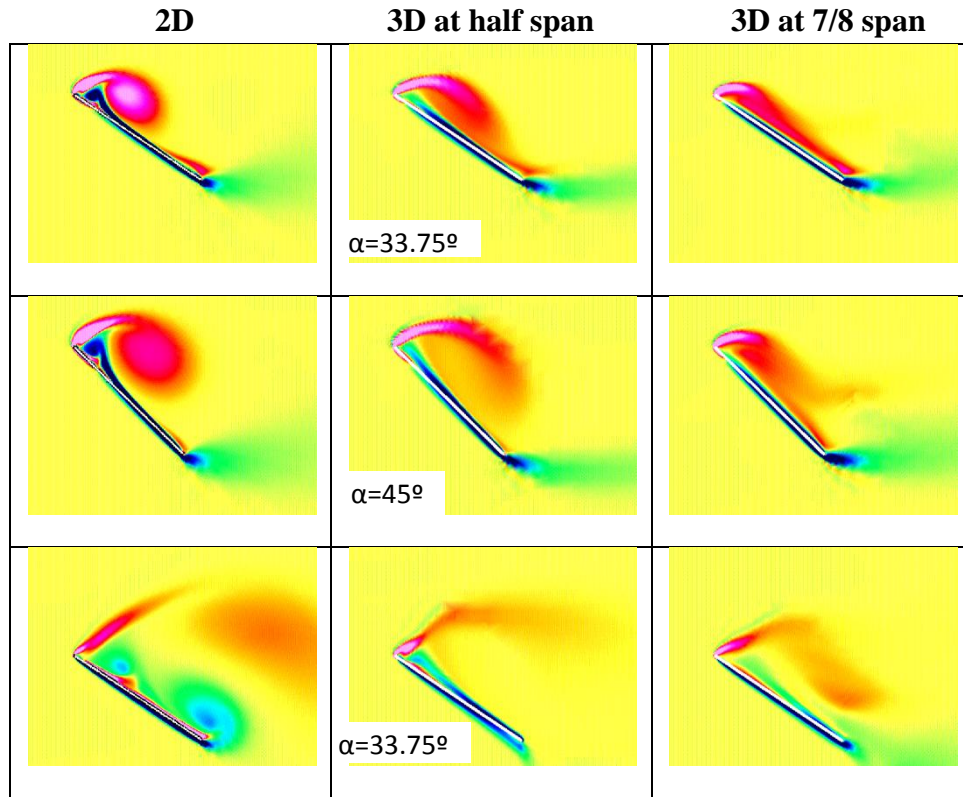 2D 3D at half span 3D at 7/8 span
α=33.75º
α=45º
α=33.75º